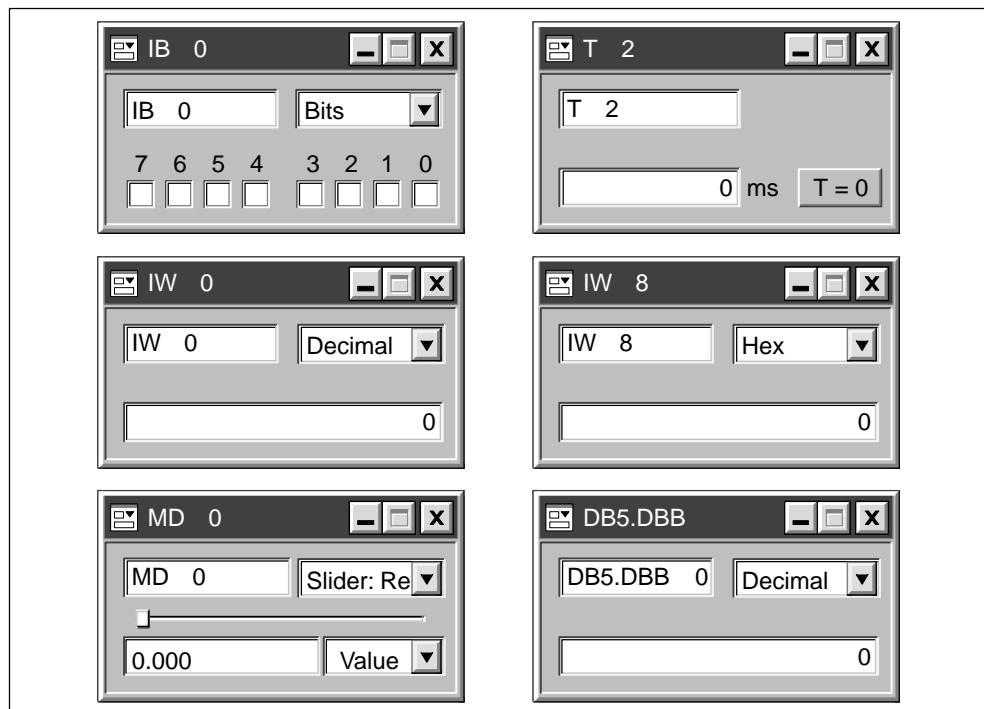 IB 0
IB 0 Bits
7 6 5 4 3 2 1 0
T 2
T 2
0 ms T = 0
IW 0
IW 0 Decimal
0
IW 8
IW 8 Hex
0
MD 0
MD 0 Slider: Re
0.000 Value
DB5.DBB
DB5.DBB 0 Decimal
0